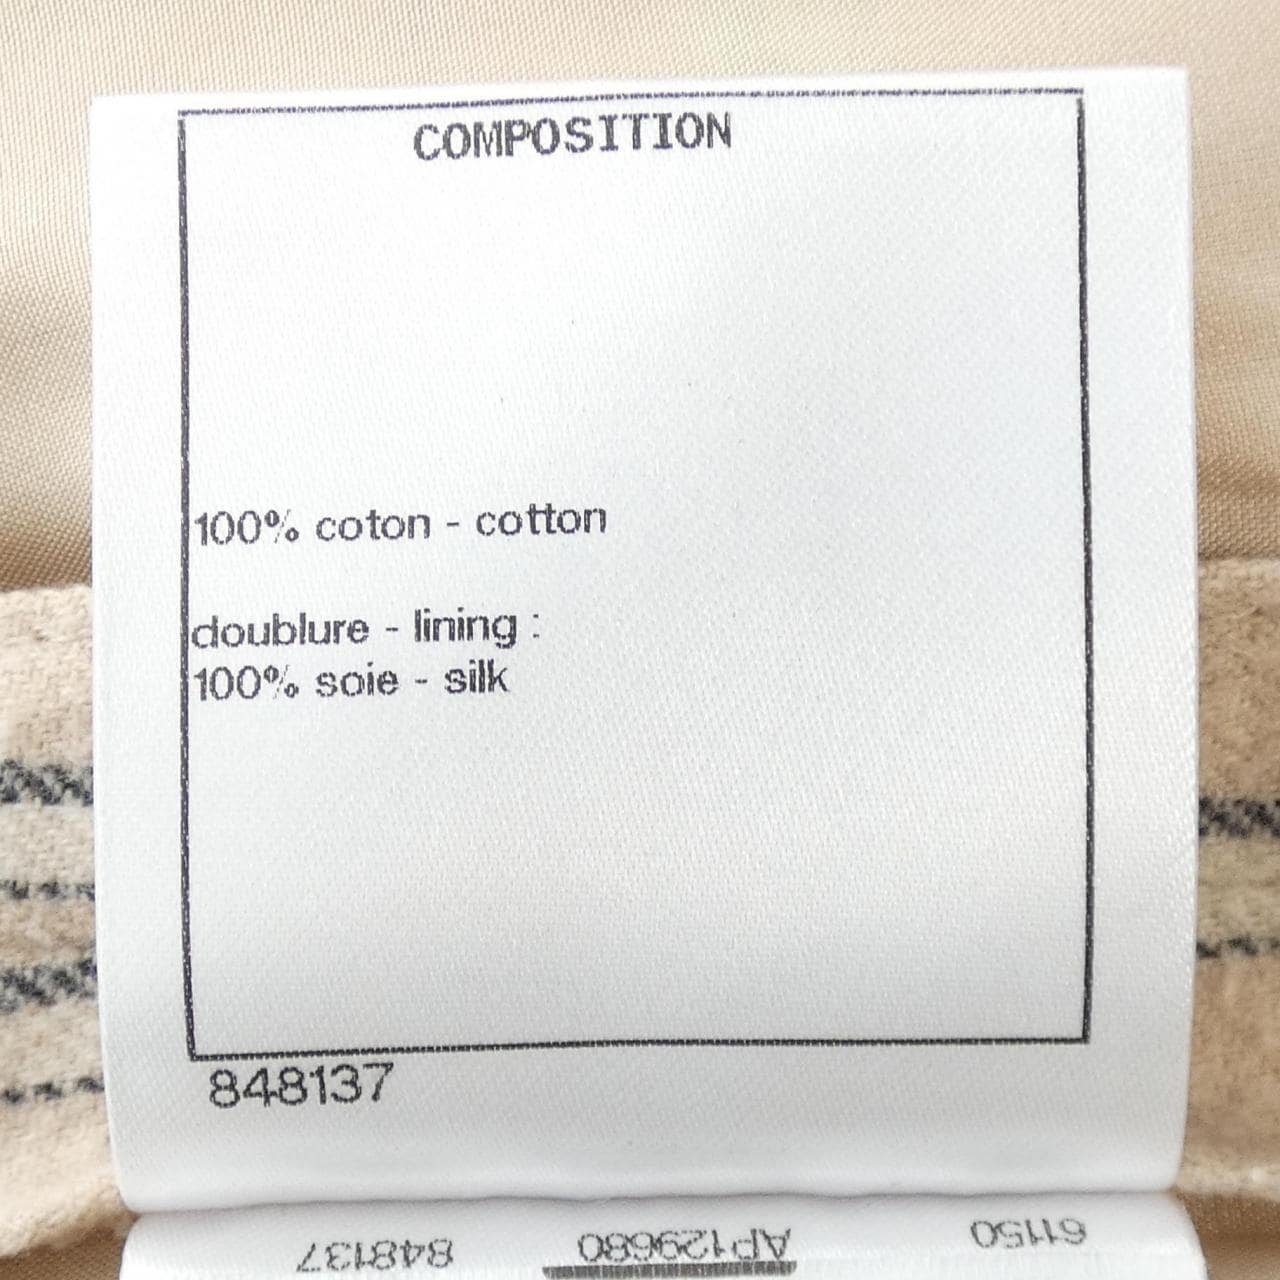 COMPOSITION
100% coton - cotton
doublure - lining :
100% soie - silk
848137
61150 AP129680 848137